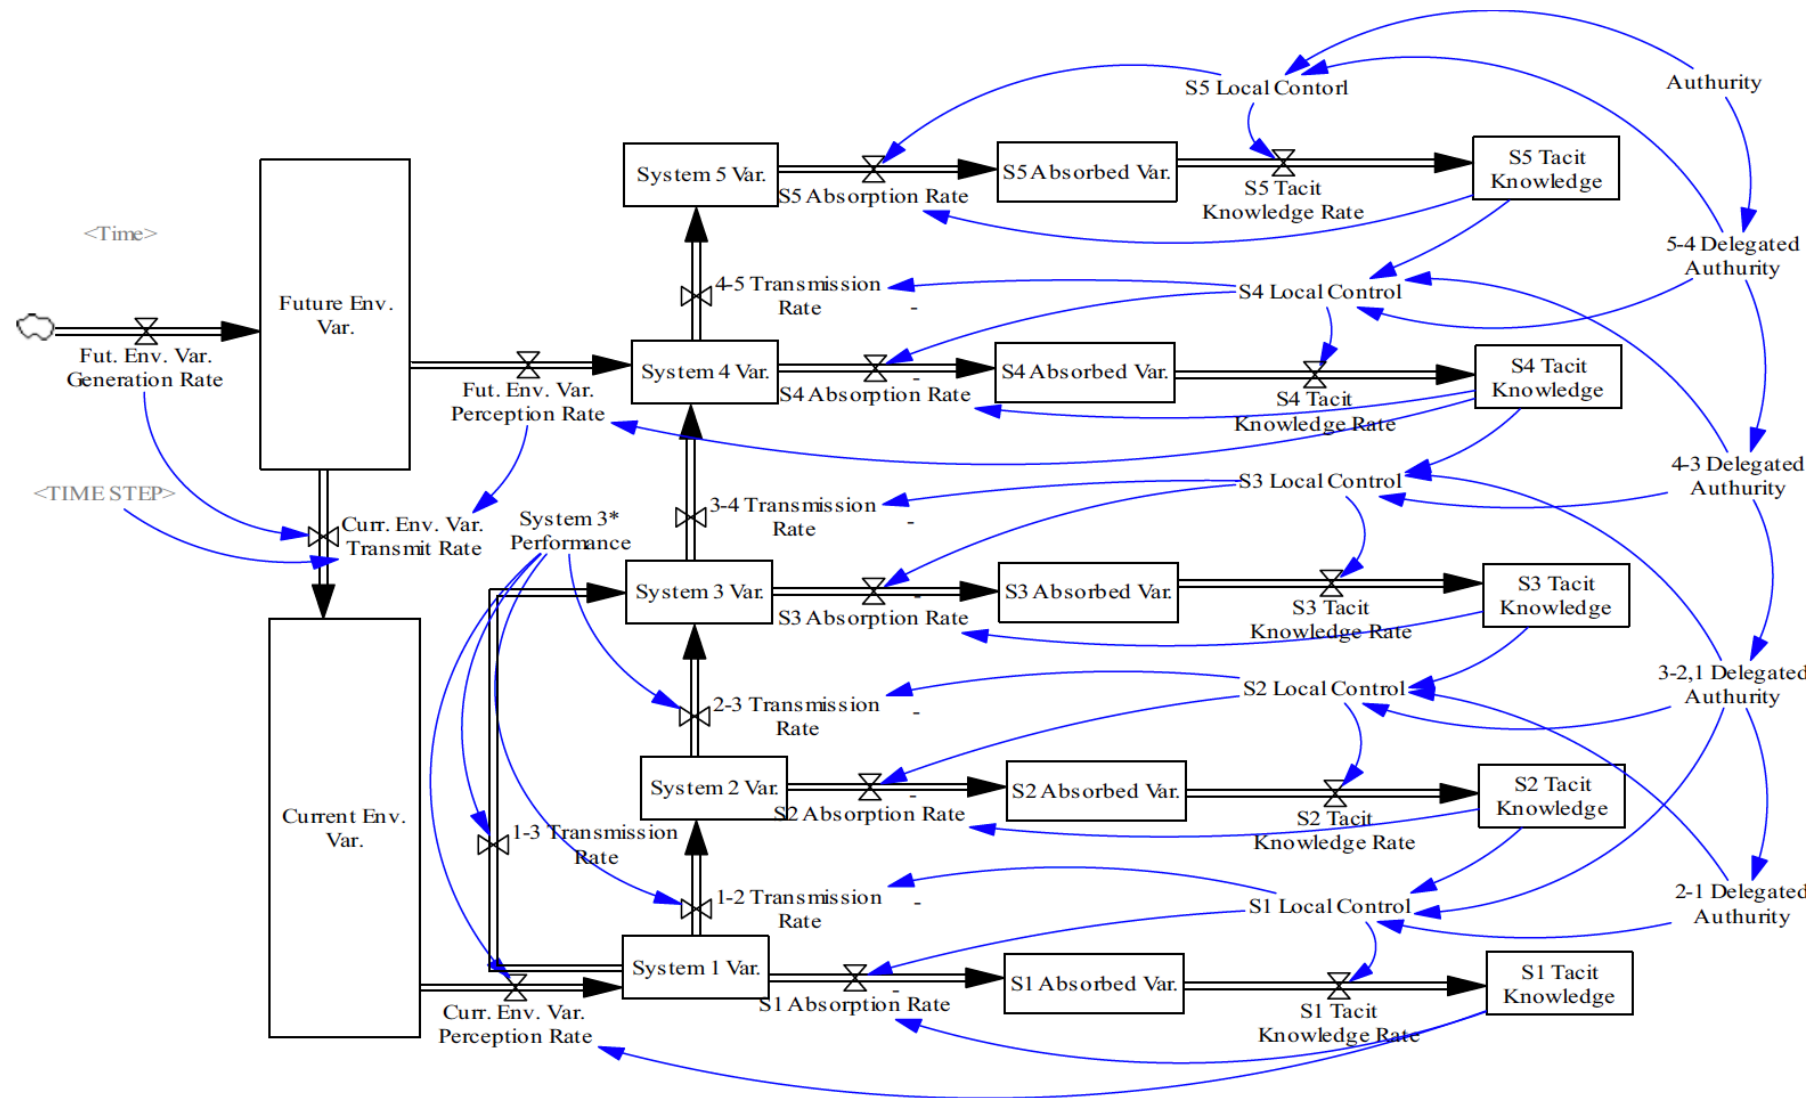 S5 Local Contorl
Authurity
System 5 Var.
S5 Absorption Rate
S5 Absorbed Var.
S5 Tacit
Knowledge Rate
S5 Tacit
Knowledge
<Time>
5-4 Delegated
Authurity
Future Env.
Var.
Fut. Env. Var.
Generation Rate
4-5 Transmission
Rate
-
S4 Local Control
System 4 Var.
Fut. Env. Var.
Perception Rate
S4 Absorption Rate
-
S4 Absorbed Var.
S4 Tacit
Knowledge Rate
S4 Tacit
Knowledge
4-3 Delegated
Authurity
<TIME STEP>
Curr. Env. Var.
Transmit Rate
System 3*
Performance
3-4 Transmission
Rate
-
S3 Local Control
System 3 Var.
S3 Absorption Rate
-
S3 Absorbed Var.
S3 Tacit
Knowledge Rate
S3 Tacit
Knowledge
3-2,1 Delegated
Authurity
2-3 Transmission
Rate
-
S2 Local Control
System 2 Var.
S2 Absorption Rate
-
S2 Absorbed Var.
S2 Tacit
Knowledge Rate
S2 Tacit
Knowledge
Current Env.
Var.
1-3 Transmission
Rate
1-2 Transmission
Rate
-
S1 Local Control
2-1 Delegated
Authurity
System 1 Var.
Curr. Env. Var.
Perception Rate
S1 Absorption Rate
-
S1 Absorbed Var.
S1 Tacit
Knowledge Rate
S1 Tacit
Knowledge